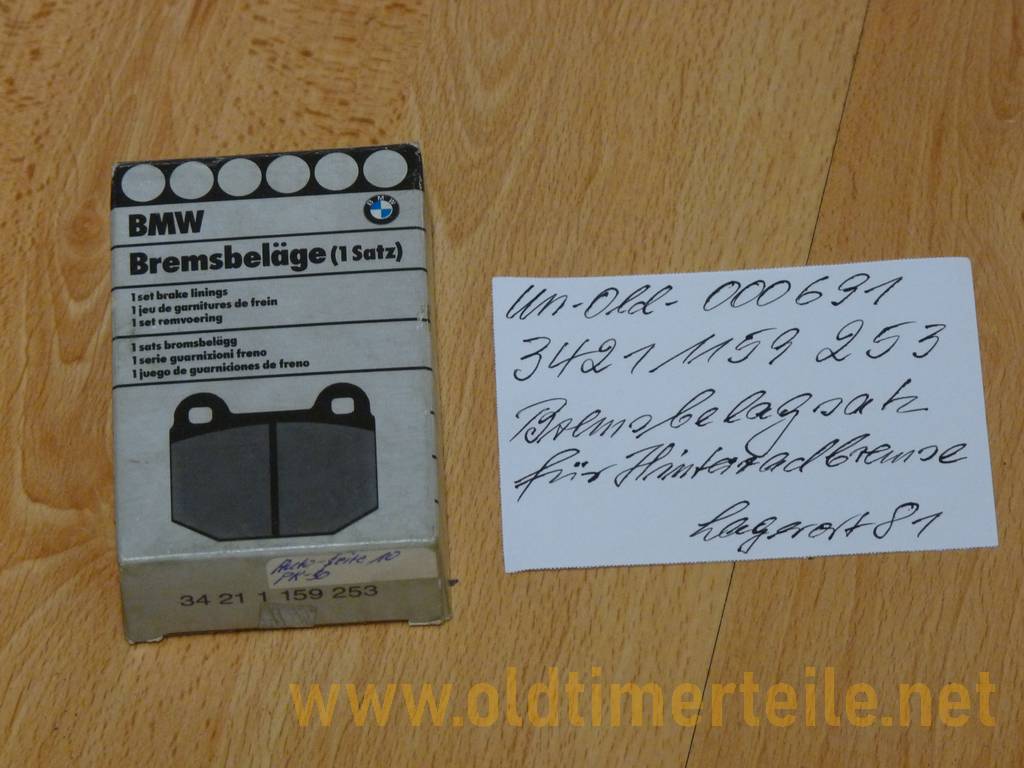 BMW
BMW
Bremsbeläge (1 Satz)
1 set brake linings
1 jeu de garnitures de frein
1 set remvoering
1 sats bromsbelägg
1 serie guarnizioni freno
1 juego de guarniciones de freno
34 21 1 159 253
Un-Old- 000691
3421 1159 253
Bremsbelagsatz
für Hinterradbremse
Lagerort 81
www.oldtimerteile.net